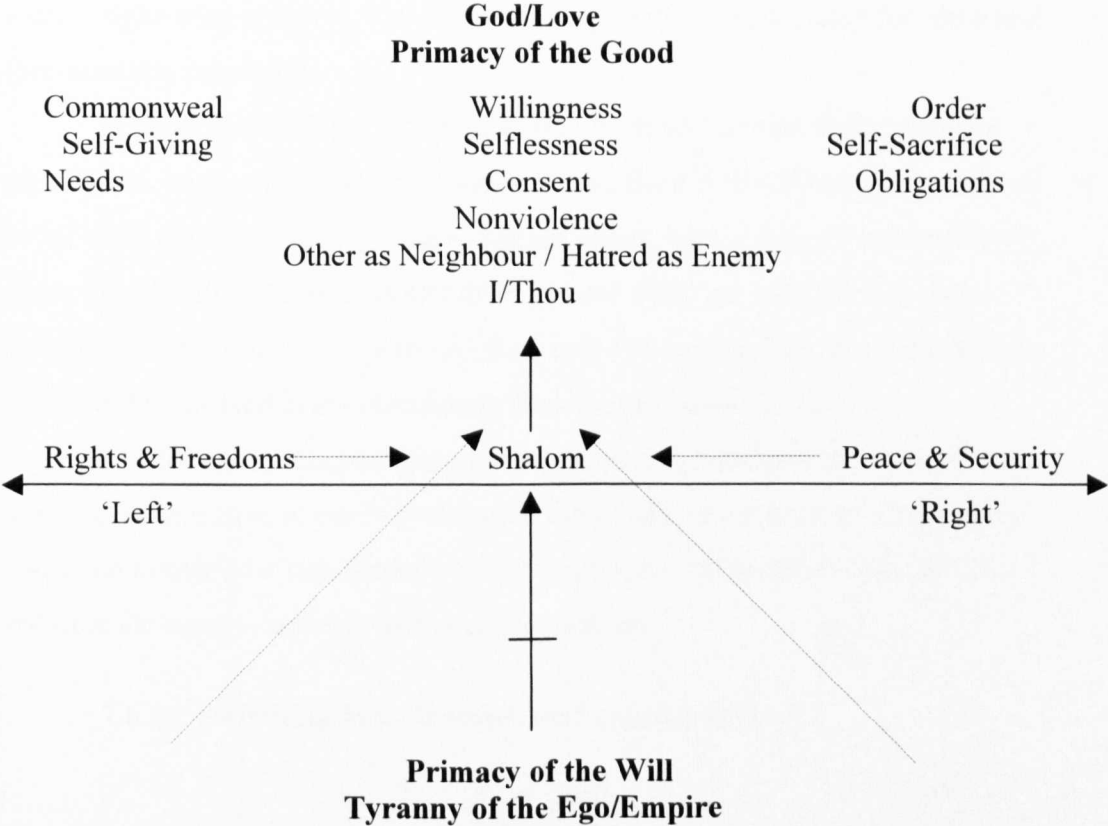 God/Love
Primacy of the Good
Commonweal Willingness Order
Self-Giving Selflessness Self-Sacrifice
Needs Consent Obligations
Nonviolence
Other as Neighbour / Hatred as Enemy
I/Thou
Rights & Freedoms Shalom Peace & Security
‘Left’ ‘Right’
Primacy of the Will
Tyranny of the Ego/Empire